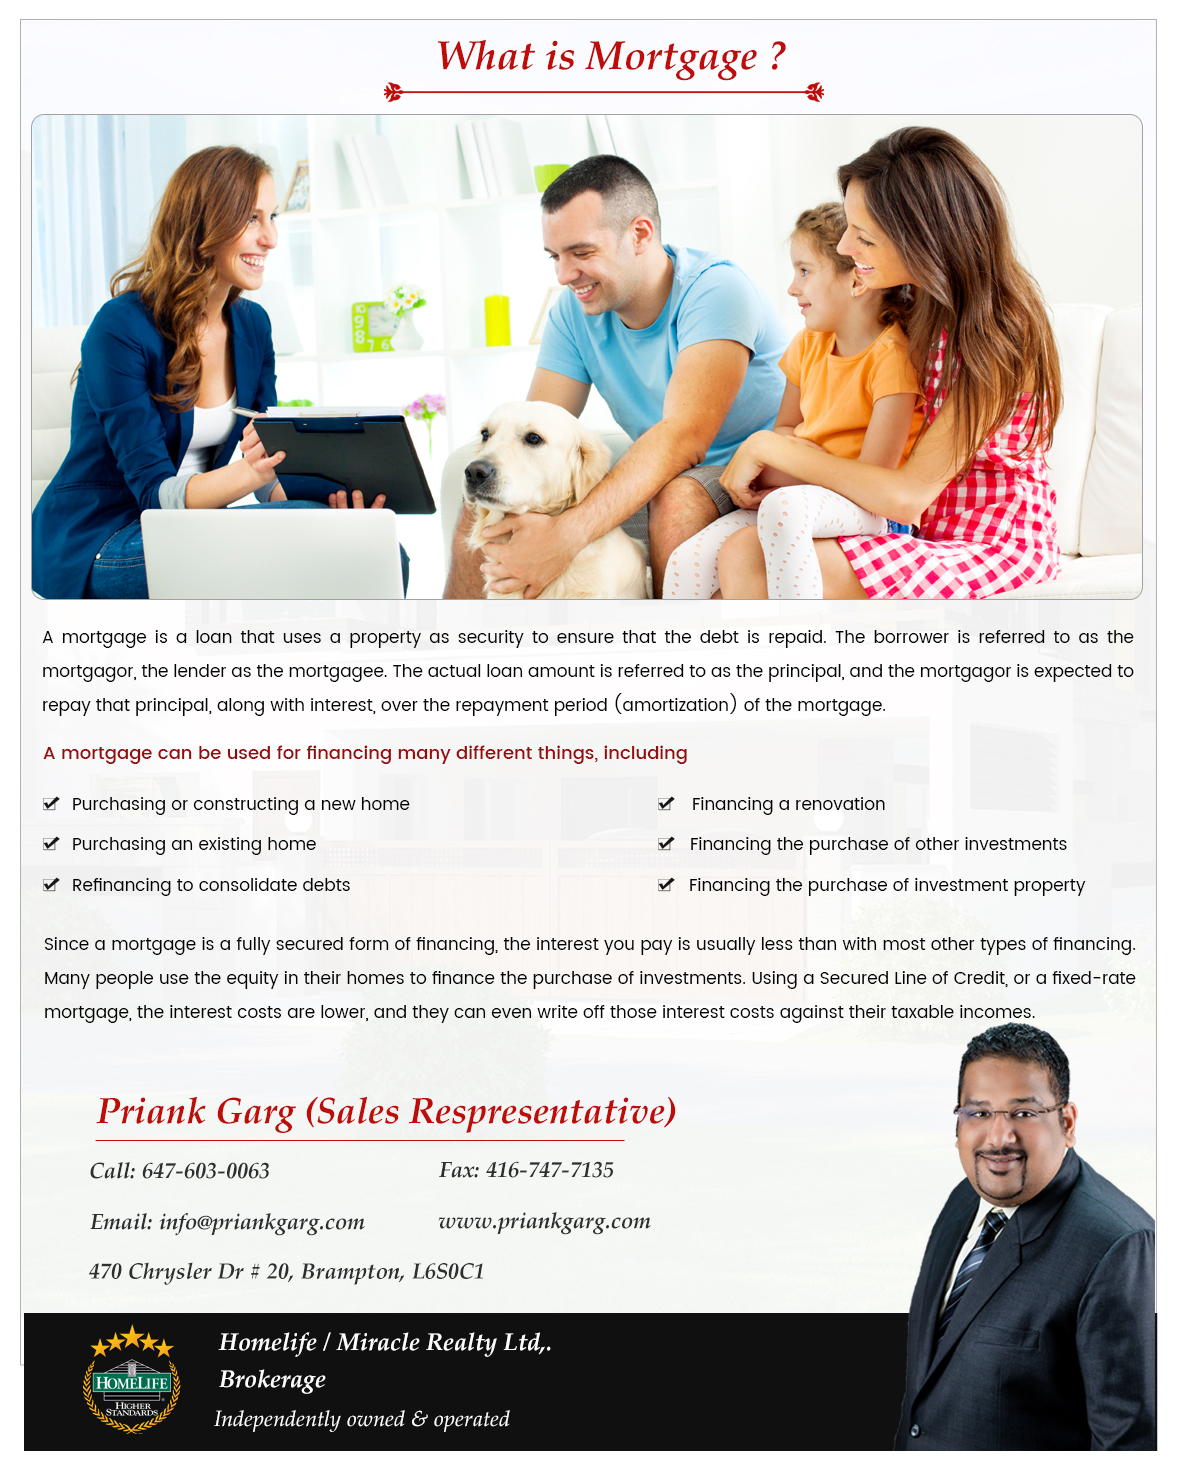 What is Mortgage ?
A mortgage is a loan that uses a property as security to ensure that the debt is repaid. The borrower is referred to as the
mortgagor, the lender as the mortgagee. The actual loan amount is referred to as the principal, and the mortgagor is expected to
repay that principal, along with interest, over the repayment period (amortization) of the mortgage.
A mortgage can be used for financing many different things, including
Purchasing or constructing a new home
Financing a renovation
Purchasing an existing home
Financing the purchase of other investments
Refinancing to consolidate debts
Financing the purchase of investment property
Since a mortgage is a fully secured form of financing, the interest you pay is usually less than with most other types of financing.
Many people use the equity in their homes to finance the purchase of investments. Using a Secured Line of Credit, or a fixed-rate
mortgage, the interest costs are lower, and they can even write off those interest costs against their taxable incomes.
Priank Garg (Sales Respresentative)
Call: 647-603-0063
Fax: 416-747-7135
Email: info@priankgarg.com
www.priankgarg.com
470 Chrysler Dr # 20, Brampton, L6S0C1
Homelife / Miracle Realty Ltd,.
Brokerage
Independently owned & operated
HOMELIFE
HIGHER
STANDARDS